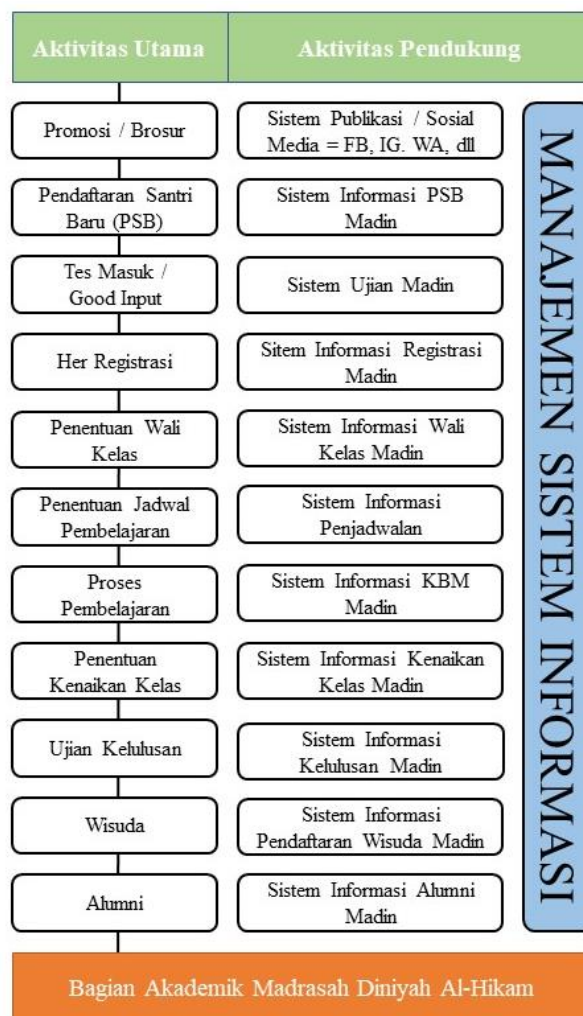 Aktivitas Utama
Aktivitas Pendukung
Promosi / Brosur
Sistem Publikasi / Sosial
Media = FB, IG. WA, dll
Pendaftaran Santri
Baru (PSB)
Sistem Informasi PSB
Madin
Tes Masuk /
Good Input
Sistem Ujian Madin
Her Registrasi
Sitem Informasi Registrasi
Madin
Penentuan Wali
Kelas
Sistem Informasi Wali
Kelas Madin
Penentuan Jadwal
Pembelajaran
Sistem Informasi
Penjadwalan
Proses
Pembelajaran
Sistem Informasi KBM
Madin
Penentuan
Kenaikan Kelas
Sistem Informasi Kenaikan
Kelas Madin
Ujian Kelulusan
Sistem Informasi
Kelulusan Madin
Wisuda
Sistem Informasi
Pendaftaran Wisuda Madin
Alumni
Sistem Informasi Alumni
Madin
MANAJEMEN SISTEM INFORMASI
Bagian Akademik Madrasah Diniyah Al-Hikam